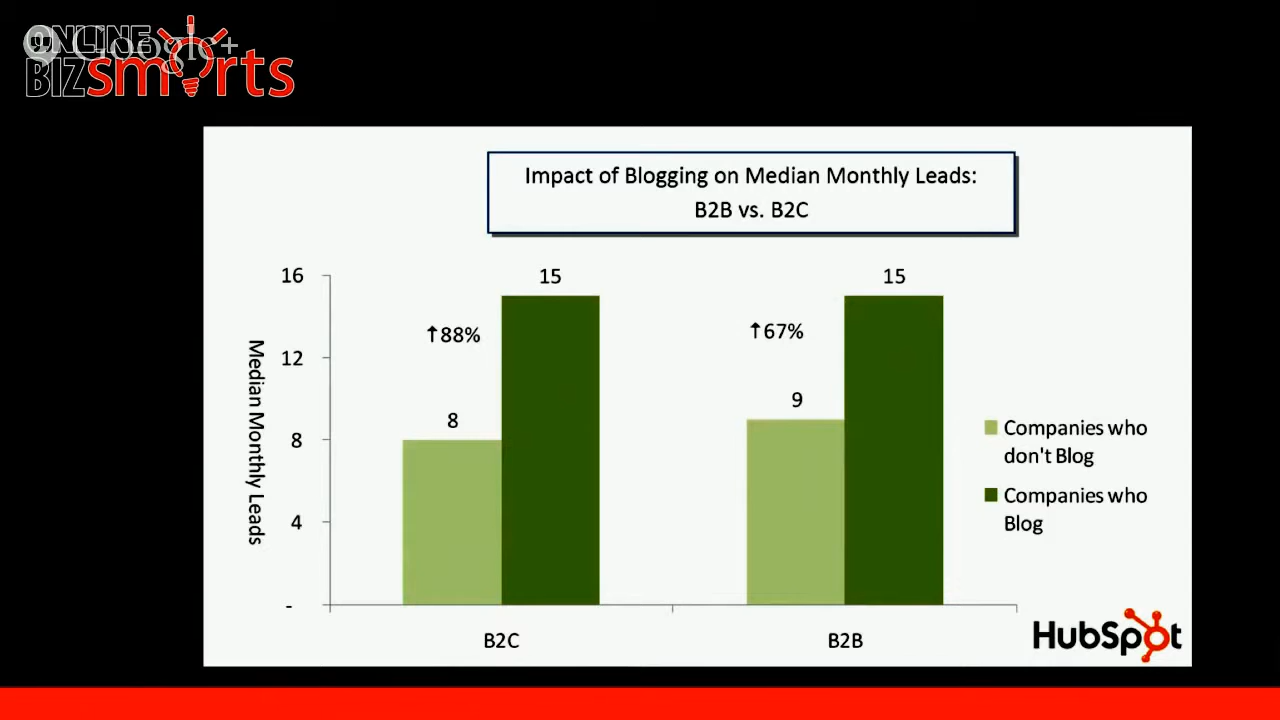 ONLINE
Google+
BIZsmarts
Impact of Blogging on Median Monthly Leads:
B2B vs. B2C
16
12
8
4
-
Median Monthly Leads
↑88%
8
15
↑67%
9
15
B2C
B2B
Companies who
don't Blog
Companies who
Blog
HubSpot